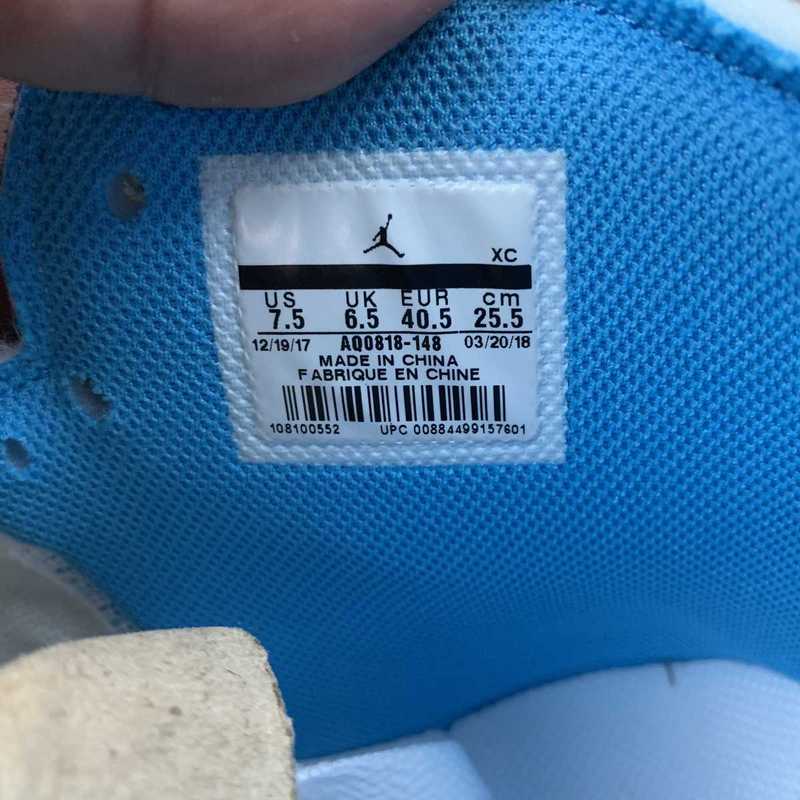 XC
US UK EUR cm
7.5 6.5 40.5 25.5
12/19/17 AQ0818-148 03/20/18
MADE IN CHINA
FABRIQUE EN CHINE
108100552 UPC 00884499157601